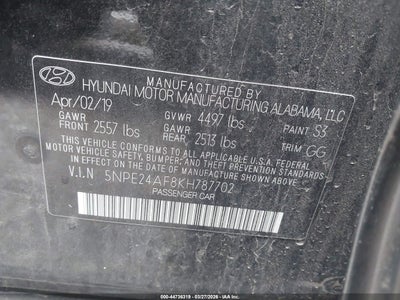 MANUFACTURED BY
HYUNDAI MOTOR MANUFACTURING ALABAMA, LLC
Apr/02/19 GVWR 4497 lbs PAINT S3
GAWR FRONT 2557 lbs GAWR REAR 2513 lbs TRIM GG
THIS VEHICLE CONFORMS TO ALL APPLICABLE U.S.A. FEDERAL
MOTOR VEHICLE SAFETY, BUMPER, AND THEFT PREVENTION
STANDARDS IN EFFECT ON THE DATE OF MANUFACTURE SHOWN ABOVE.
V.I.N 5NPE24AF8KH787702
PASSENGER CAR
©00-44736319 - 03/27/2026 - IAA Holdings, LLC